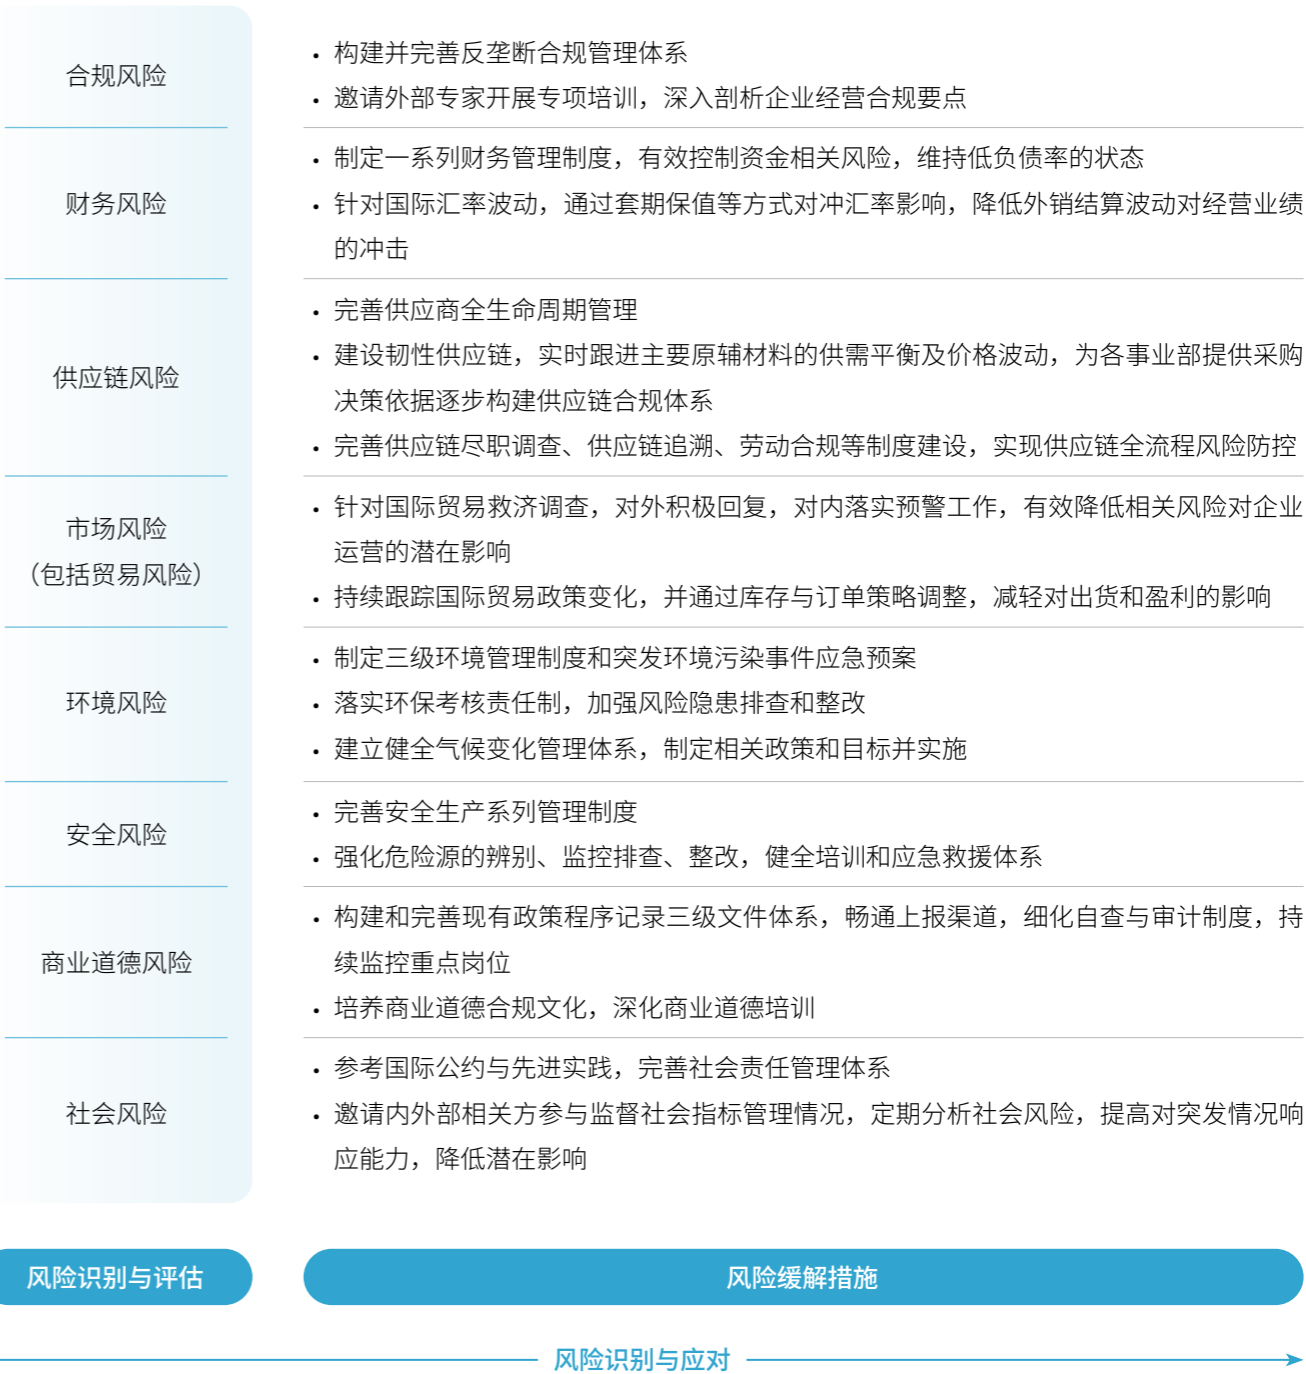 合规风险
• 构建并完善反垄断合规管理体系
• 邀请外部专家开展专项培训，深入剖析企业经营合规要点
财务风险
• 制定一系列财务管理制度，有效控制资金相关风险，维持低负债率的状态
• 针对国际汇率波动，通过套期保值等方式对冲汇率影响，降低外销结算波动对经营业绩
的冲击
供应链风险
• 完善供应商全生命周期管理
• 建设韧性供应链，实时跟进主要原辅材料的供需平衡及价格波动，为各事业部提供采购
决策依据逐步构建供应链合规体系
• 完善供应链尽职调查、供应链追溯、劳动合规等制度建设，实现供应链全流程风险防控
市场风险
（包括贸易风险）
• 针对国际贸易救济调查，对外积极回复，对内落实预警工作，有效降低相关风险对企业
运营的潜在影响
• 持续跟踪国际贸易政策变化，并通过库存与订单策略调整，减轻对出货和盈利的影响
环境风险
• 制定三级环境管理制度和突发环境污染事件应急预案
• 落实环保考核责任制，加强风险隐患排查和整改
• 建立健全气候变化管理体系，制定相关政策和目标并实施
安全风险
• 完善安全生产系列管理制度
• 强化危险源的辨别、监控排查、整改，健全培训和应急救援体系
商业道德风险
• 构建和完善现有政策程序记录三级文件体系，畅通上报渠道，细化自查与审计制度，持
续监控重点岗位
• 培养商业道德合规文化，深化商业道德培训
社会风险
• 参考国际公约与先进实践，完善社会责任管理体系
• 邀请内外部相关方参与监督社会指标管理情况，定期分析社会风险，提高对突发情况响
应能力，降低潜在影响
风险识别与评估
风险缓解措施
风险识别与应对